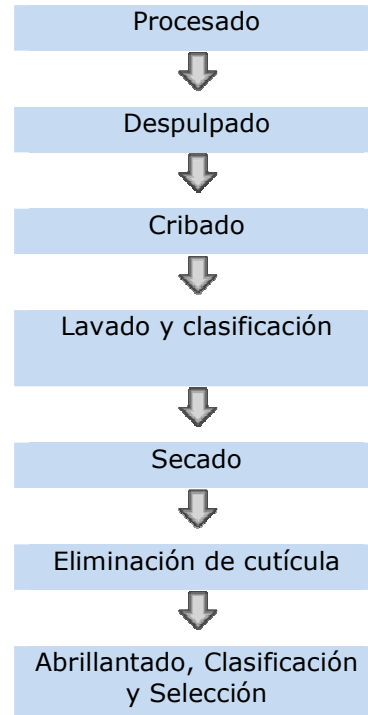 Procesado
Despulpado
Cribado
Lavado y clasificación
Secado
Eliminación de cutícula
Abrillantado, Clasificación
y Selección